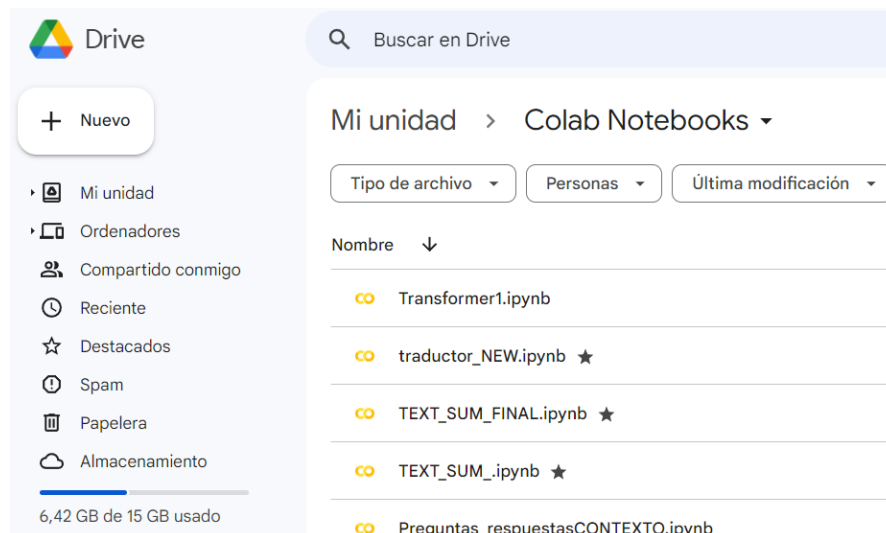 Drive
Buscar en Drive
Nuevo
Mi unidad
Ordenadores
Compartido conmigo
Reciente
Destacados
Spam
Papelera
Almacenamiento
6,42 GB de 15 GB usado
Mi unidad > Colab Notebooks
Tipo de archivo Personas Última modificación
Nombre
Transformer1.ipynb
traductor_NEW.ipynb
TEXT_SUM_FINAL.ipynb
TEXT_SUM_.ipynb
Preguntas_respuestasCONTEXTO.ipynb